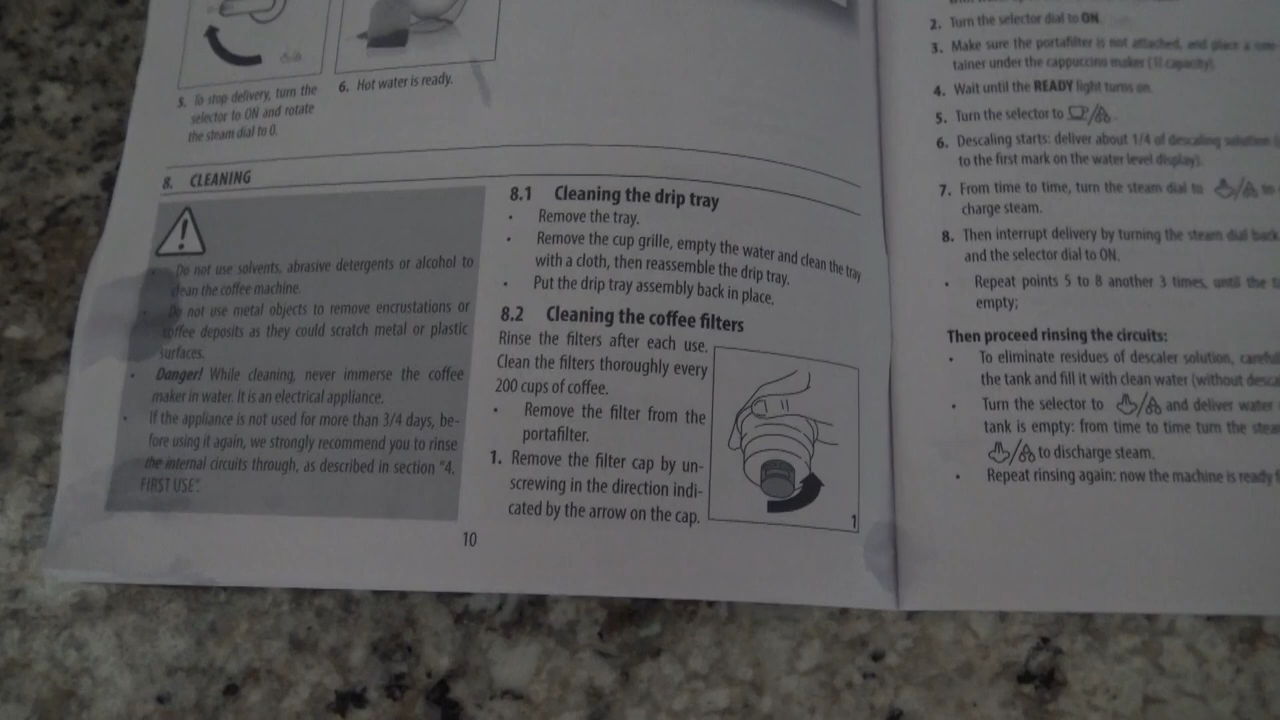 5. To stop delivery, turn the
selector to ON and rotate
the steam dial to 0.
6. Hot water is ready.
8. CLEANING
• Do not use solvents, abrasive detergents or alcohol to
clean the coffee machine.
• Do not use metal objects to remove encrustations or
coffee deposits as they could scratch metal or plastic
surfaces.
• Danger! While cleaning, never immerse the coffee
maker in water. It is an electrical appliance.
• If the appliance is not used for more than 3/4 days, be-
fore using it again, we strongly recommend you to rinse
the internal circuits through, as described in section "4.
FIRST USE".
8.1 Cleaning the drip tray
• Remove the tray.
• Remove the cup grille, empty the water and clean the tray
with a cloth, then reassemble the drip tray.
• Put the drip tray assembly back in place.
8.2 Cleaning the coffee filters
Rinse the filters after each use.
Clean the filters thoroughly every
200 cups of coffee.
• Remove the filter from the
portafilter.
1. Remove the filter cap by un-
screwing in the direction indi-
cated by the arrow on the cap.
1
10
2. Turn the selector dial to ON.
3. Make sure the portafilter is not attached, and place a con-
tainer under the cappuccino maker (1l capacity).
4. Wait until the READY light turns on.
5. Turn the selector to
6. Descaling starts: deliver about 1/4 of descaling solution
to the first mark on the water level display).
7. From time to time, turn the steam dial to
charge steam.
8. Then interrupt delivery by turning the steam dial back
and the selector dial to ON.
• Repeat points 5 to 8 another 3 times, until the
empty;
Then proceed rinsing the circuits:
• To eliminate residues of descaler solution,
the tank and fill it with clean water (without
• Turn the selector to and deliver water
tank is empty: from time to time turn the
to discharge steam.
• Repeat rinsing again: now the machine is ready